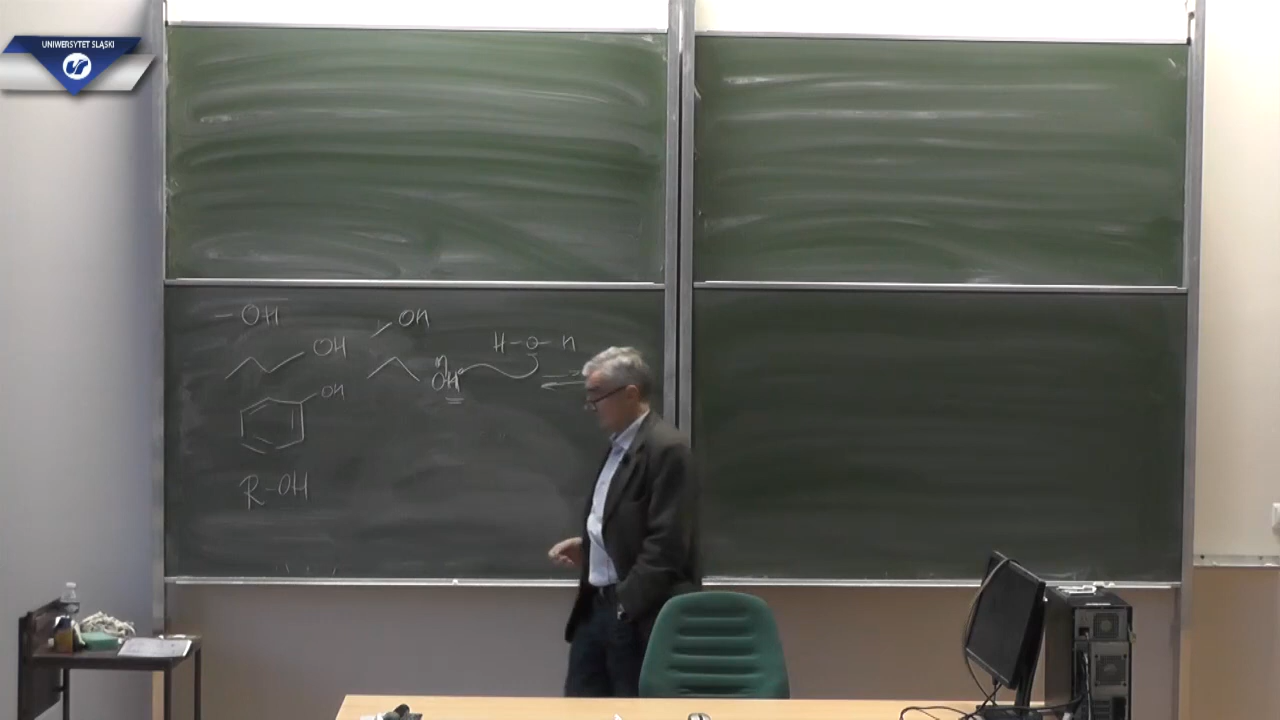 UNIWERSYTET ŚLĄSKI
– OH
OH
OH
H – O – H
H
OH
OH
R – OH